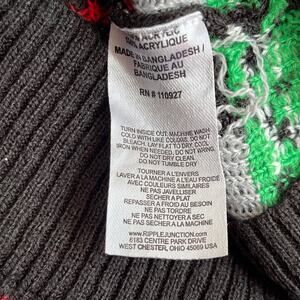 100% ACRYLIC
100% ACRYLIQUE
MADE IN BANGLADESH /
FABRIQUE AU
BANGLADESH
RN # 110927
TURN INSIDE OUT. MACHINE WASH
COLD WITH LIKE COLORS. DO NOT
BLEACH. LAY FLAT TO DRY. COOL
IRON WHEN NEEDED. DO NOT WRING.
DO NOT DRY CLEAN.
DO NOT TUMBLE DRY
TOURNER A L'ENVERS
LAVER A LA MACHINE A L'EAU FROIDE
AVEC COULEURS SIMILAIRES
NE PAS JAVELLISER
SECHER A PLAT
REPASSER A FROID AU BESOIN
NE PAS TORDRE
NE PAS NETTOYER A SEC
NE PAS SECHER A LA MACHINE
www.RIPPLEJUNCTION.com
6183 CENTRE PARK DRIVE
WEST CHESTER, OHIO 45069 USA